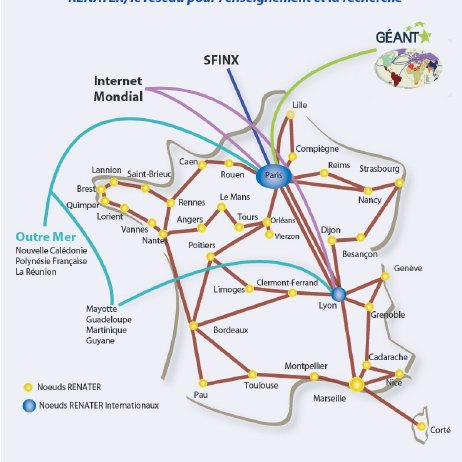 RENATER, le réseau pour l'enseignement et la recherche
GÉANT
SFINX
Internet
Mondial
Lille
Compiègne
Caen
Rouen
Paris
Reims
Strasbourg
Lannion
Saint-Brieuc
Nancy
Brest
Rennes
Le Mans
Quimper
Lorient
Angers
Tours
Orléans
Vannes
Vierzon
Dijon
Nante
Besançon
Poitiers
Outre Mer
Nouvelle Calédonie
Polynésie Française
La Réunion
Genève
Limoges
Clermont-Ferrand
Lyon
Mayotte
Guadeloupe
Martinique
Guyane
Grenoble
Bordeaux
Cadarache
Montpellier
Nice
Noeuds RENATER
Toulouse
Pau
Marseille
Noeuds RENATER Internationaux
Corté